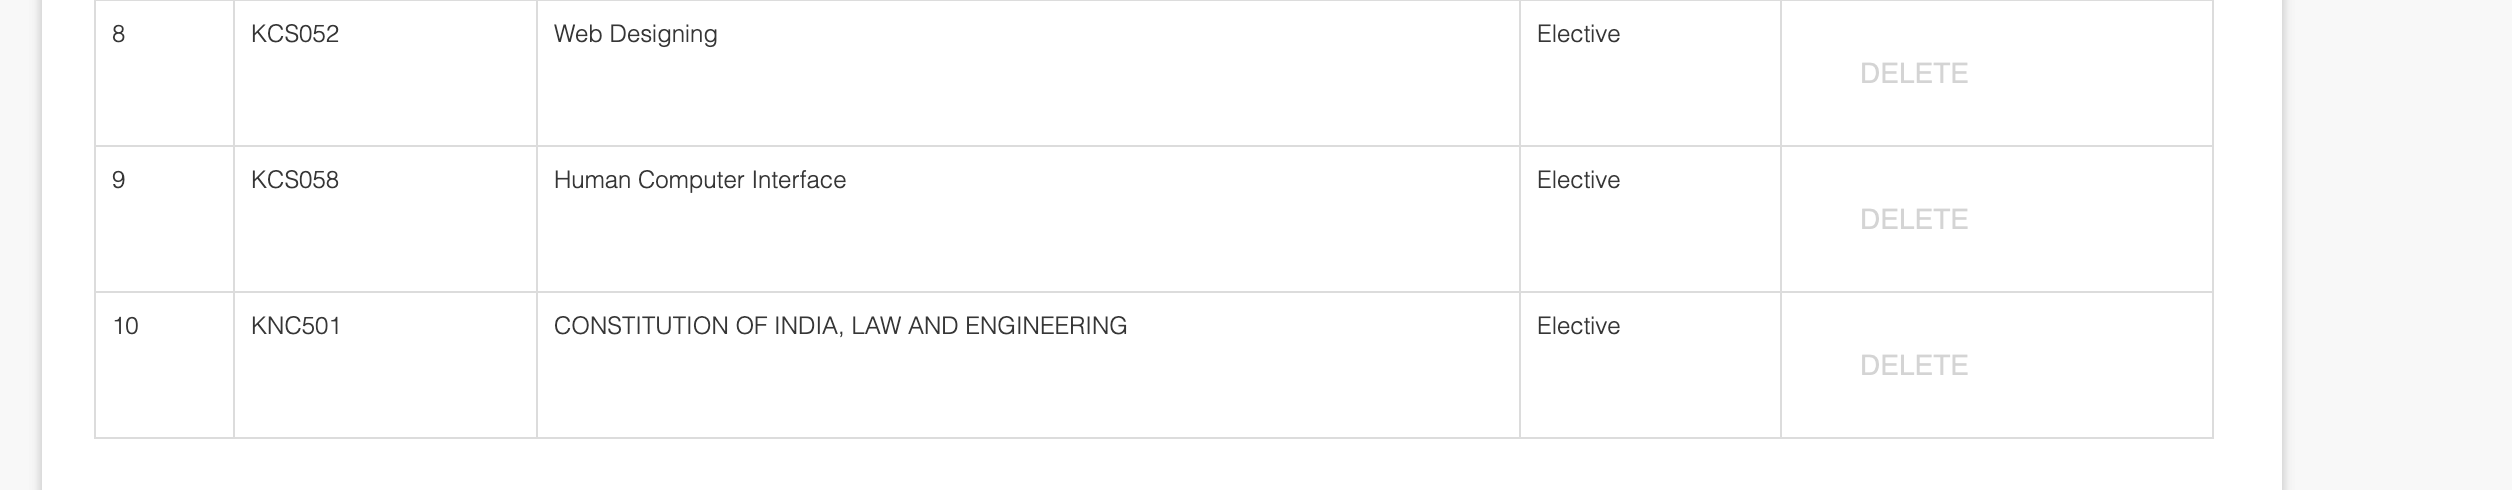 8 KCS052 Web Designing Elective
DELETE
9 KCS058 Human Computer Interface Elective
DELETE
10 KNC501 CONSTITUTION OF INDIA, LAW AND ENGINEERING Elective
DELETE